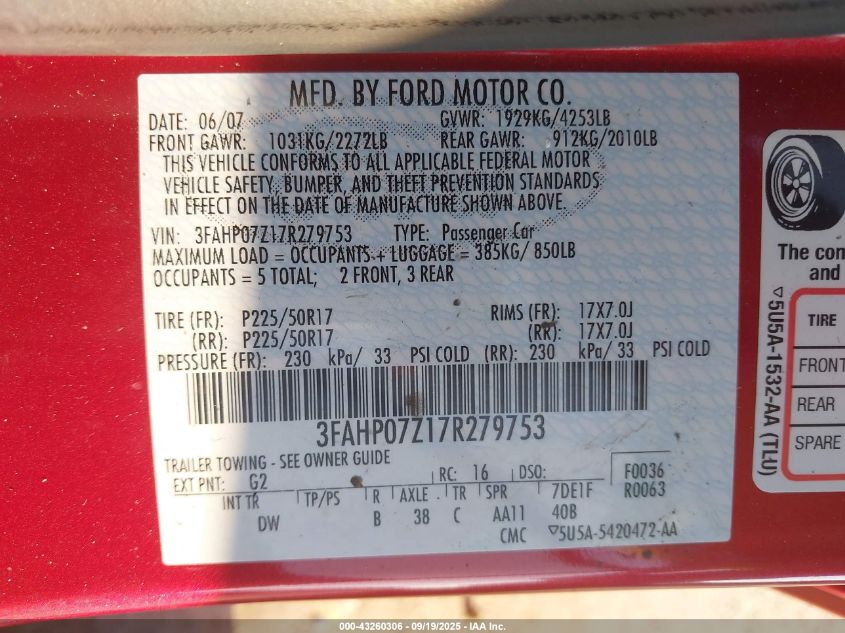 MFD. BY FORD MOTOR CO.
DATE: 06/07 GVWR: 1929KG/4253LB
FRONT GAWR: 1031KG/2272LB REAR GAWR: 912KG/2010LB
THIS VEHICLE CONFORMS TO ALL APPLICABLE FEDERAL MOTOR
VEHICLE SAFETY, BUMPER, AND THEFT PREVENTION STANDARDS
IN EFFECT ON THE DATE OF MANUFACTURE SHOWN ABOVE.
VIN: 3FAHP07Z17R279753 TYPE: Passenger Car
MAXIMUM LOAD = OCCUPANTS + LUGGAGE = 385KG/ 850LB
OCCUPANTS = 5 TOTAL; 2 FRONT, 3 REAR
TIRE (FR): P225/50R17 RIMS (FR): 17X7.0J
(RR): P225/50R17 (RR): 17X7.0J
PRESSURE (FR): 230 kPa/ 33 PSI COLD (RR): 230 kPa/ 33 PSI COLD
3FAHP07Z17R279753
TRAILER TOWING - SEE OWNER GUIDE
EXT PNT: G2 RC: 16 DSO: F0036
R0063
INT TR TP/PS R AXLE TR SPR 7DE1F
DW B 38 C AA11 40B
CMC ▽5U5A-5420472-AA
The con
and
▽5U5A-1532-AA (TLU)
TIRE
FRONT
REAR
SPARE
000-43260306 - 09/19/2025 - IAA Inc.